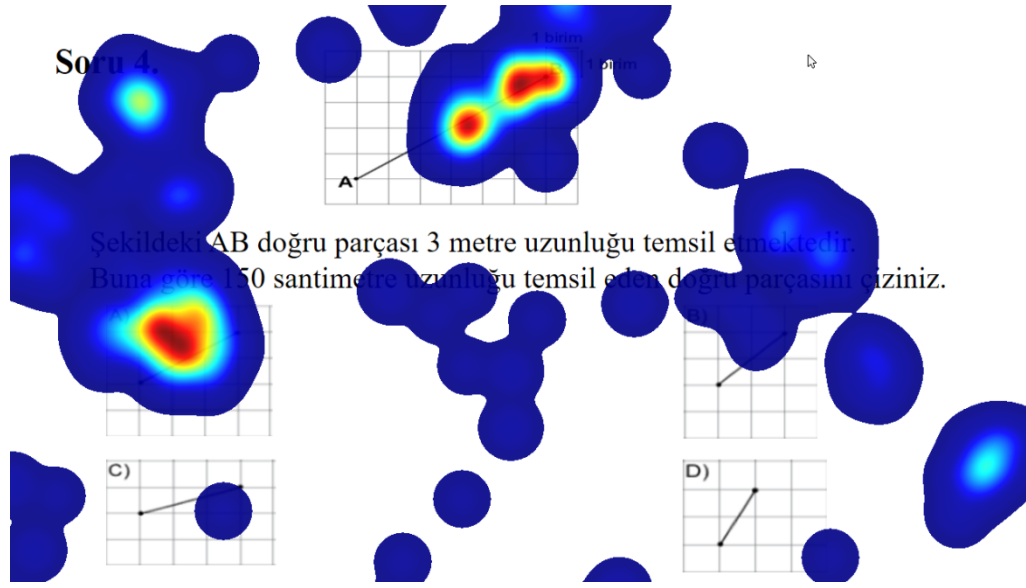 Soru 4.
1 birim
B
1 birim
A
Şekildeki AB doğru parçası 3 metre uzunluğu temsil etmektedir.
Buna göre 150 santimetre uzunluğu temsil eden doğru parçasını çiziniz.
A)
B)
C)
D)